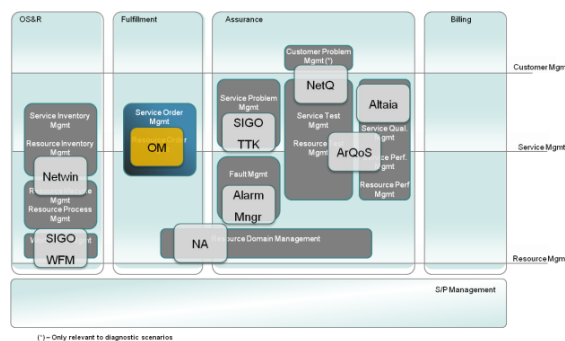 OS&R
Fulfillment
Assurance
Billing
Customer Mgmt
Customer Problem
Mgmt (*)
NetQ
Service Inventory
Mgmt
Resource Inventory
Mgmt
Netwin
Mgmt
Resource Process
Mgmt
SIGO
WFM
Service Order
Mgmt
OM
Service Problem
Mgmt
SIGO
TTK
Fault Mgmt
Alarm
Mngr
Service Test
Mgmt
Altaia
Service Qual.
Mgmt
ArQoS
Perf.
Mgmt
Resource Perf
Mgmt
Service Mgmt
NA
Resource Domain Management
Resource Mgm
S/P Management
(*) – Only relevant to diagnostic scenarios